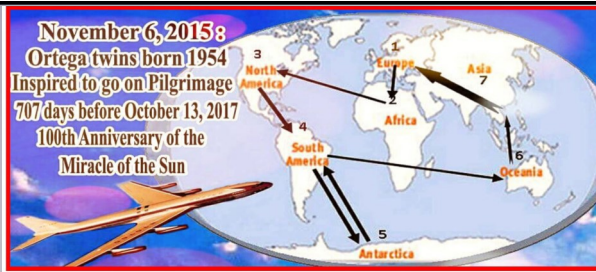 November 6, 2015 :
Ortega twins born 1954
Inspired to go on Pilgrimage
707 days before October 13, 2017
100th Anniversary of the
Miracle of the Sun
3
North
America
1
Europe
2
Africa
Asia
7
4
South
America
6
Oceania
5
Antarctica